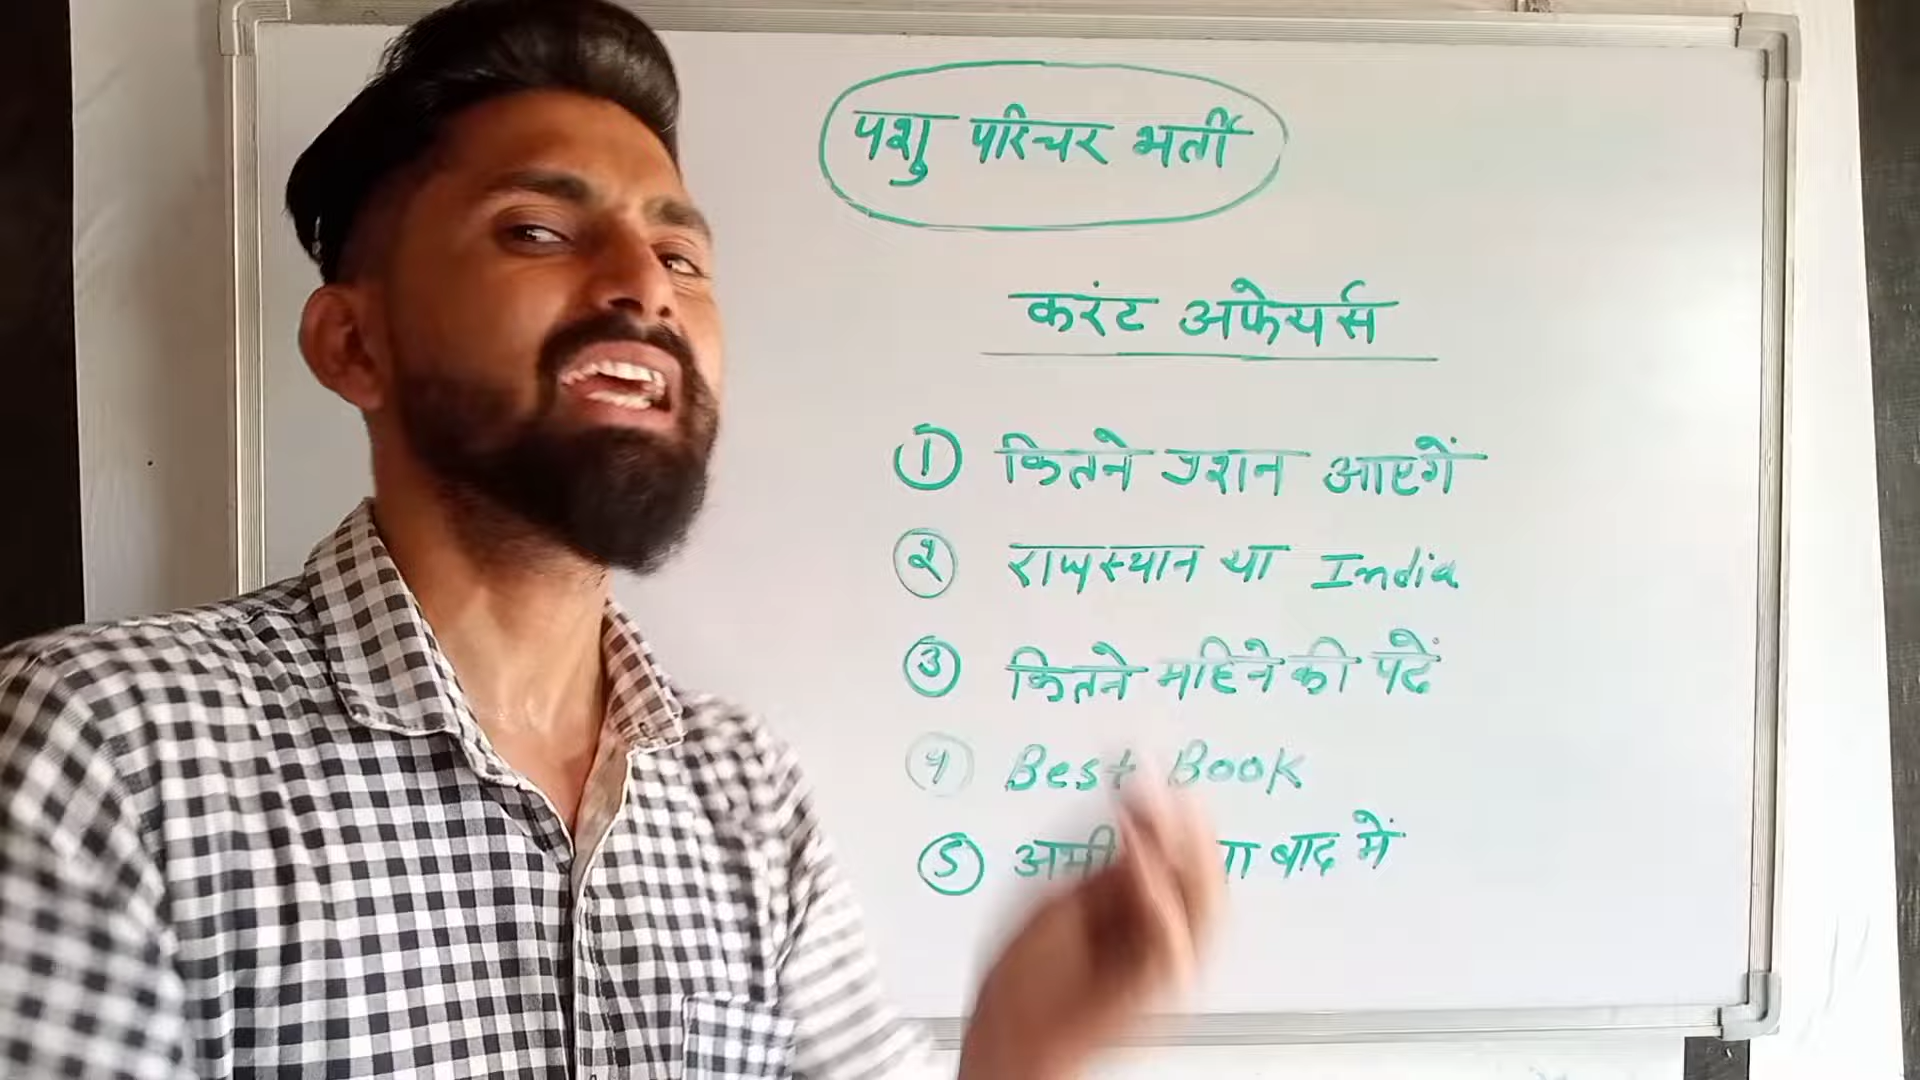 पशु परिचर भर्ती
करंट अफेयर्स
① कितने प्रशन आएगें
② राजस्थान या India
③ कितने महिने की पढें
④ Best Book
⑤ बाद में